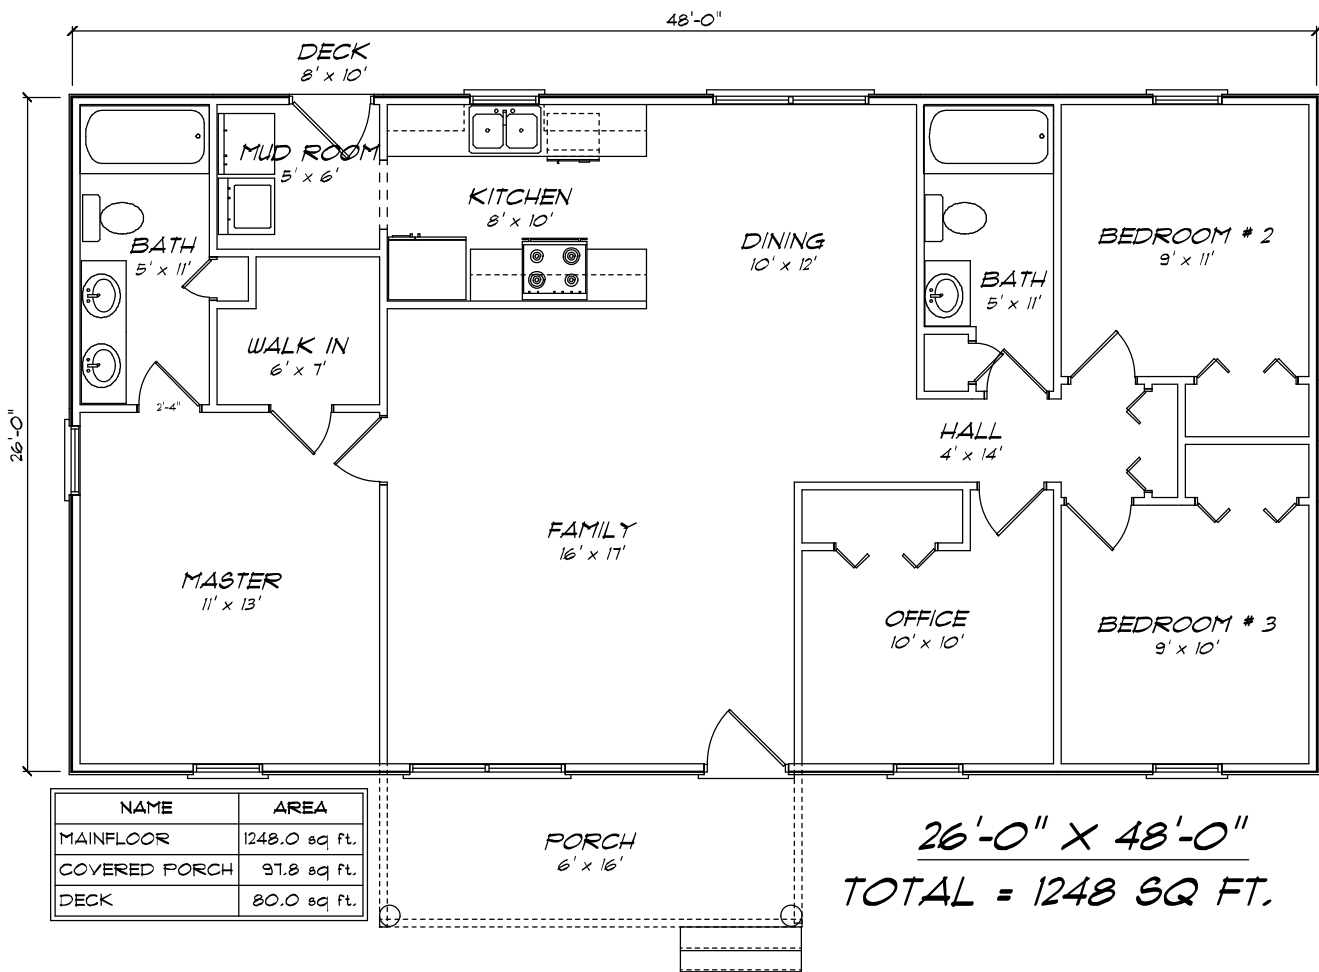 48'-0"
DECK
8' x 10'
MUD ROOM
5' x 6'
KITCHEN
8' x 10'
DINING
10' x 12'
BATH
5' x 11'
BATH
5' x 11'
BEDROOM # 2
9' x 11'
WALK IN
6' x 7'
2'-4"
26'-0"
HALL
4' x 14'
FAMILY
16' x 17'
MASTER
11' x 13'
OFFICE
10' x 10'
BEDROOM # 3
9' x 10'
NAME AREA
MAINFLOOR 1248.0 sq ft.
COVERED PORCH 97.8 sq ft.
DECK 80.0 sq ft.
PORCH
6' x 16'
26'-0" X 48'-0"
TOTAL = 1248 SQ FT.